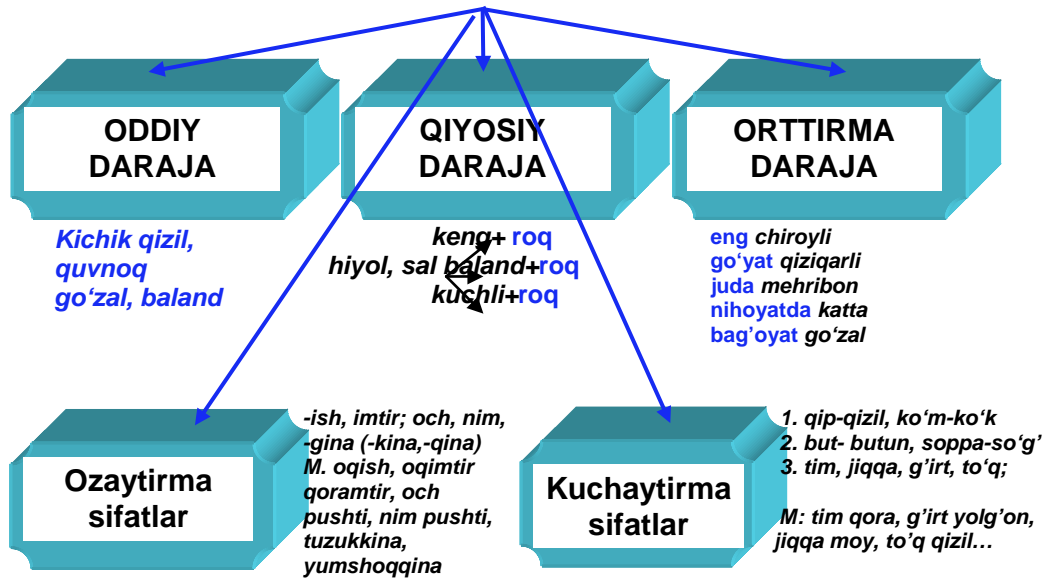 ODDIY
DARAJA
QIYOSIY
DARAJA
ORTTIRMA
DARAJA
Kichik qizil,
quvnoq
go‘zal, baland
keng+ roq
hiyol, sal baland+roq
kuchli+roq
eng chiroyli
go‘yat qiziqarli
juda mehribon
nihoyatda katta
bag’oyat go‘zal
Ozaytirma
sifatlar
-ish, imtir; och, nim,
-gina (-kina,-qina)
M. oqish, oqimtir
qoramtir, och
pushti, nim pushti,
tuzukkina,
yumshoqqina
Kuchaytirma
sifatlar
1. qip-qizil, ko‘m-ko‘k
2. but- butun, soppa-so‘g’
3. tim, jiqqa, g’irt, to‘q;
M: tim qora, g’irt yolg’on,
jiqqa moy, to’q qizil…